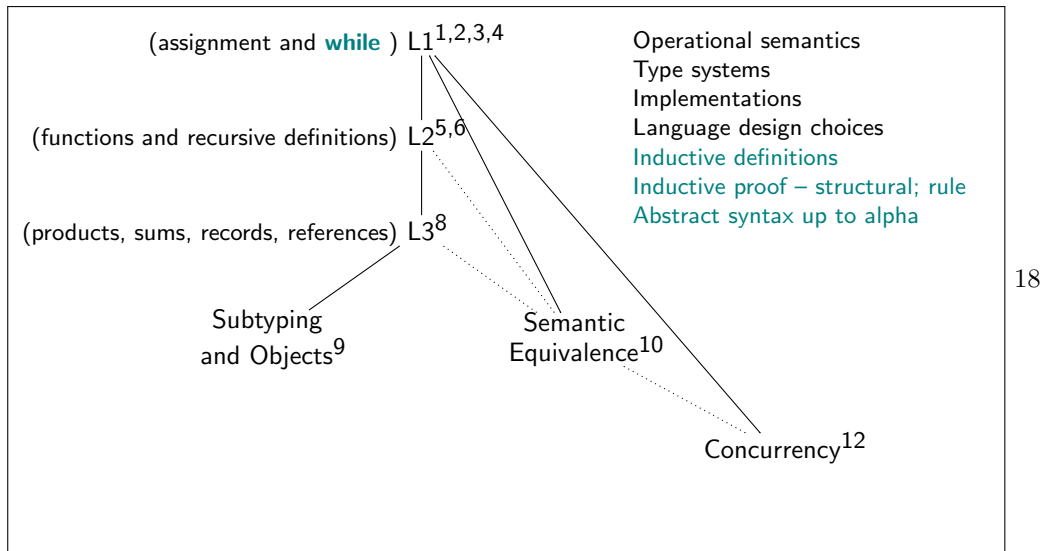 (assignment and while ) L1 1,2,3,4
(functions and recursive definitions) L2 5,6
(products, sums, records, references) L3 8
Subtyping
and Objects 9
Semantic
Equivalence 10
Concurrency 12
Operational semantics
Type systems
Implementations
Language design choices
Inductive definitions
Inductive proof – structural; rule
Abstract syntax up to alpha
18